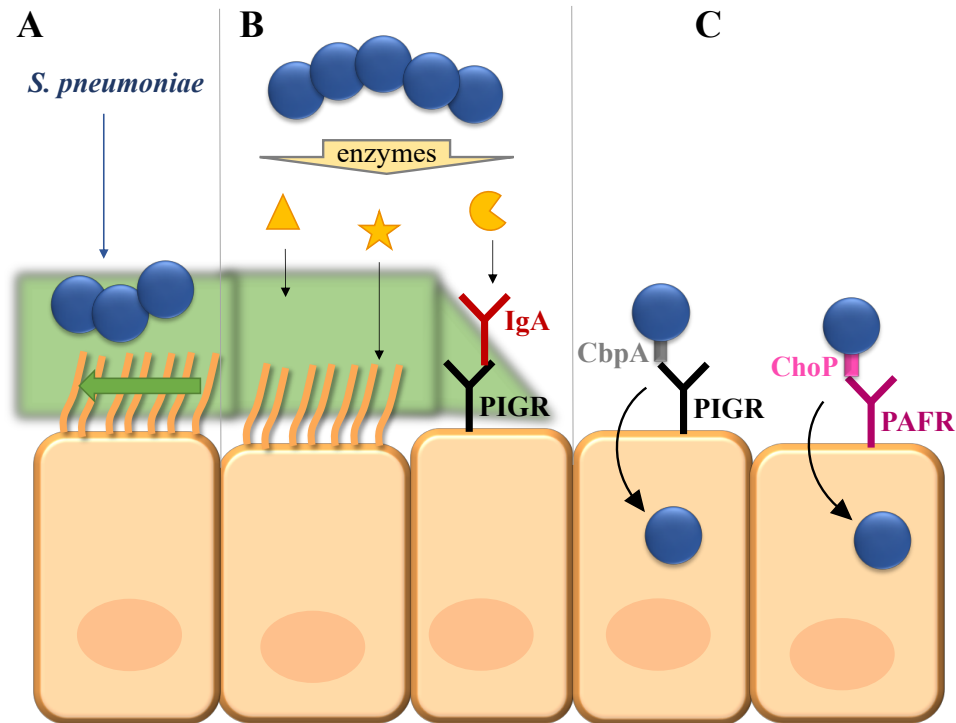 A
B
C
S. pneumoniae
enzymes
IgA
PIGR
CbpA
PIGR
ChoP
PAFR